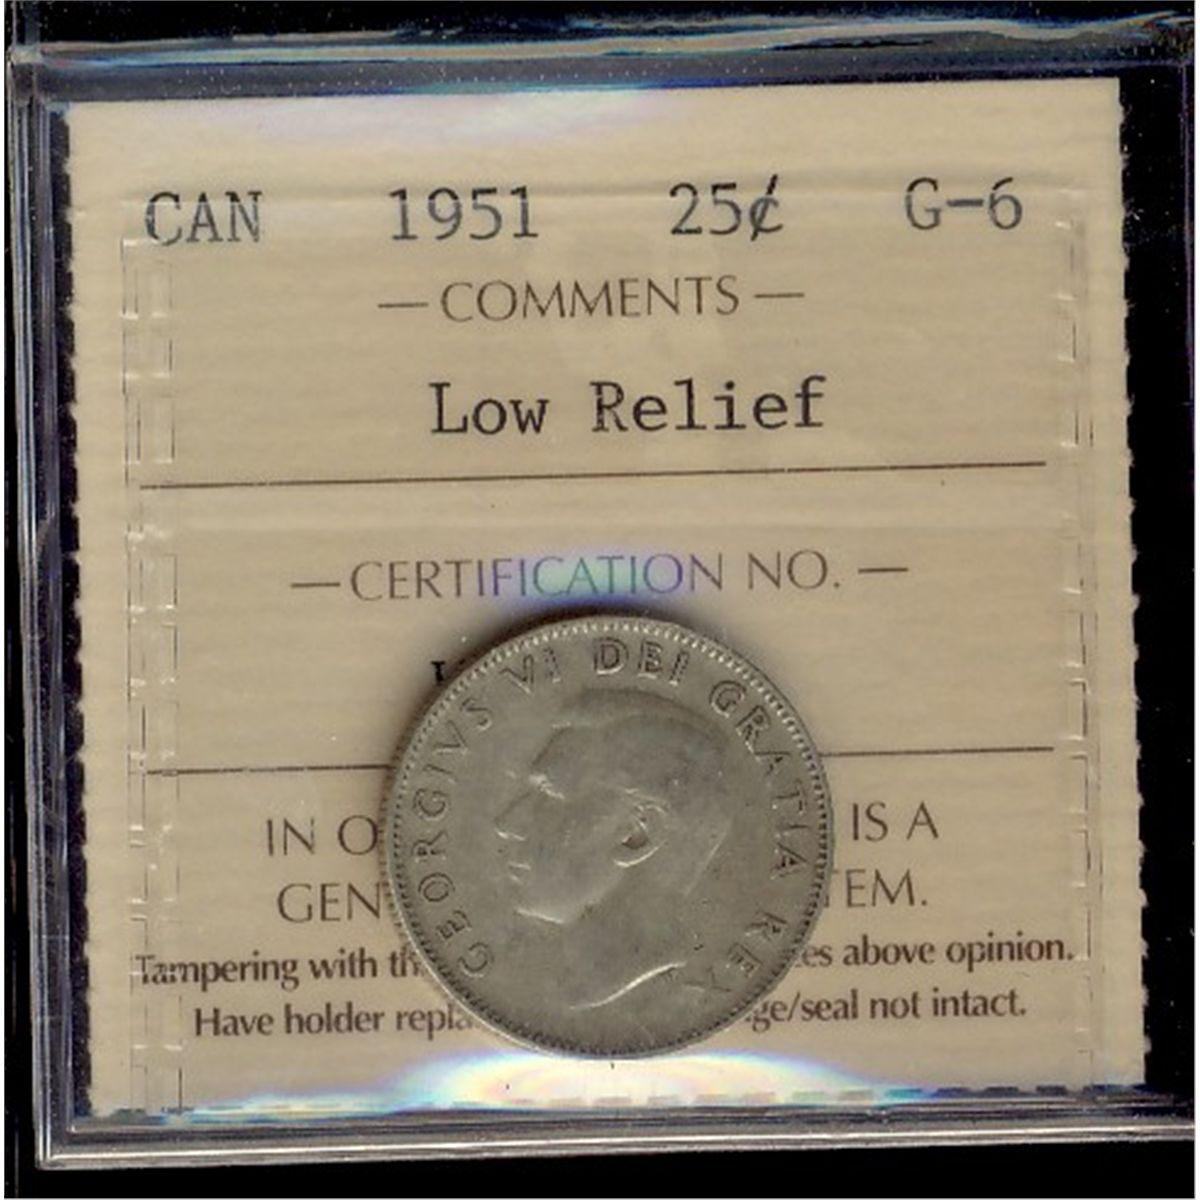 CAN 1951 25¢ G-6
— COMMENTS —
Low Relief
— CERTIFICATION NO. —
GEORGIVS VI DEI GRATIA REX
IN O IS A
GEN TEM.
Tampering with th es above opinion.
Have holder repla ge/seal not intact.